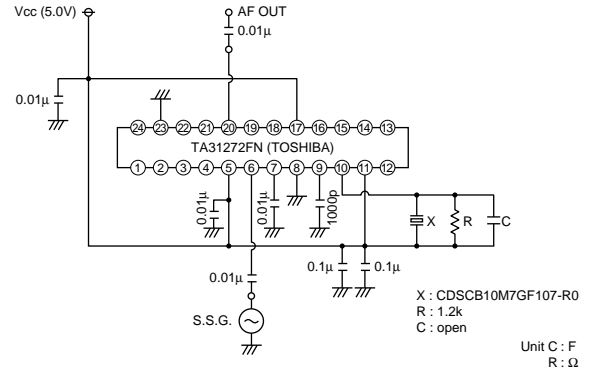 Vcc (5.0V)
AF OUT
0.01μ
0.01μ
24 23 22 21 20 19 18 17 16 15 14 13
TA31272FN (TOSHIBA)
1 2 3 4 5 6 7 8 9 10 11 12
0.01μ
0.01μ
1000p
X
R
C
0.01μ
0.1μ
0.1μ
S.S.G.
X : CDSCB10M7GF107-R0
R : 1.2k
C : open
Unit C : F
R : Ω